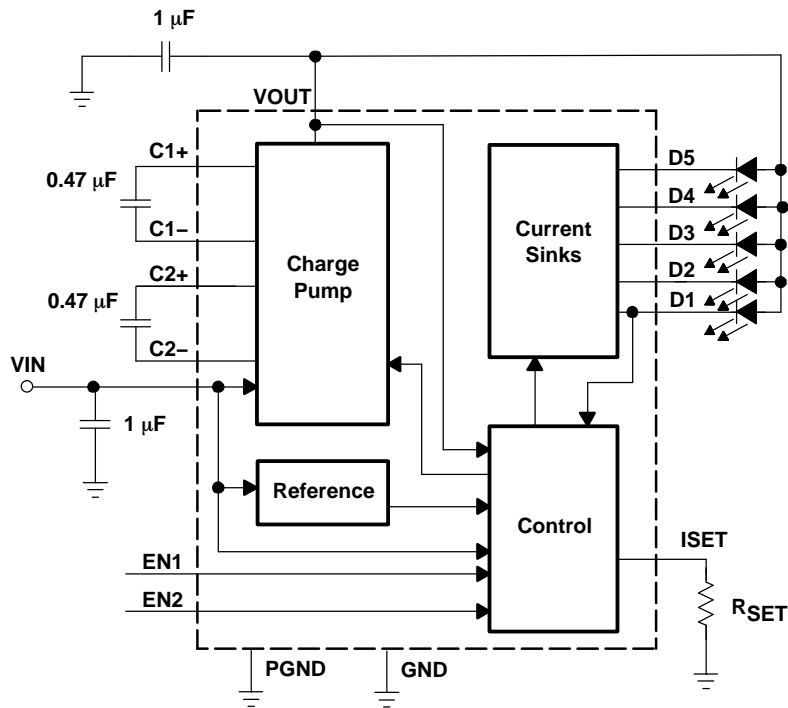 1 μF
VOUT
C1+
0.47 μF
C1−
C2+
0.47 μF
C2−
Charge
Pump
Current
Sinks
D5
D4
D3
D2
D1
VIN
1 μF
Reference
Control
ISET
RSET
EN1
EN2
PGND
GND